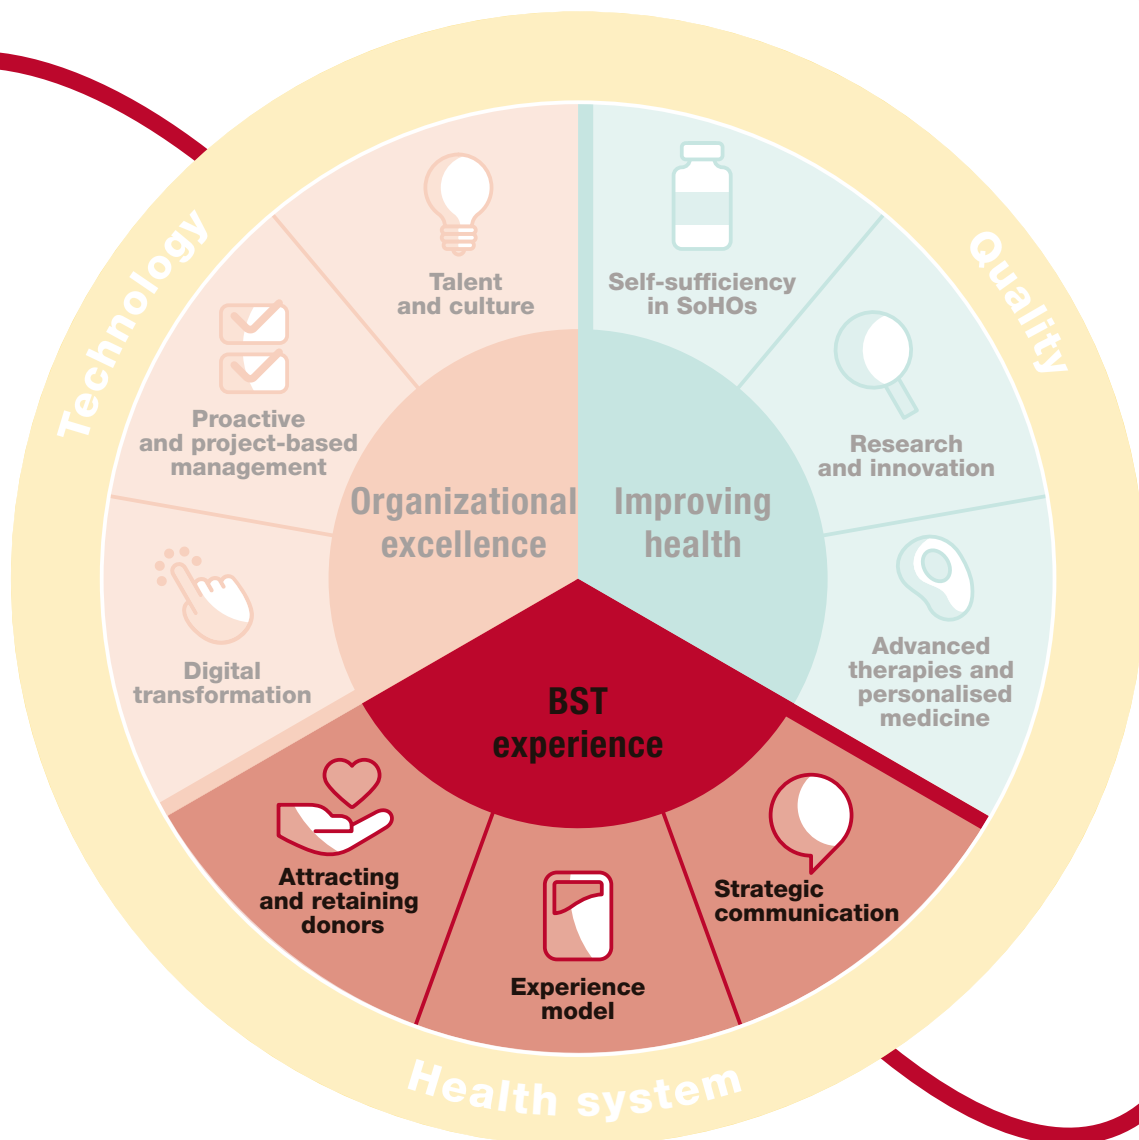 Technology
Quality
Talent
and culture
Self-sufficiency
in SoHOs
Proactive
and project-based
management
Research
and innovation
Organizational
excellence
Improving
health
Digital
transformation
Advanced
therapies and
personalised
medicine
BST
experience
Attracting
and retaining
donors
Experience
model
Strategic
communication
Health system